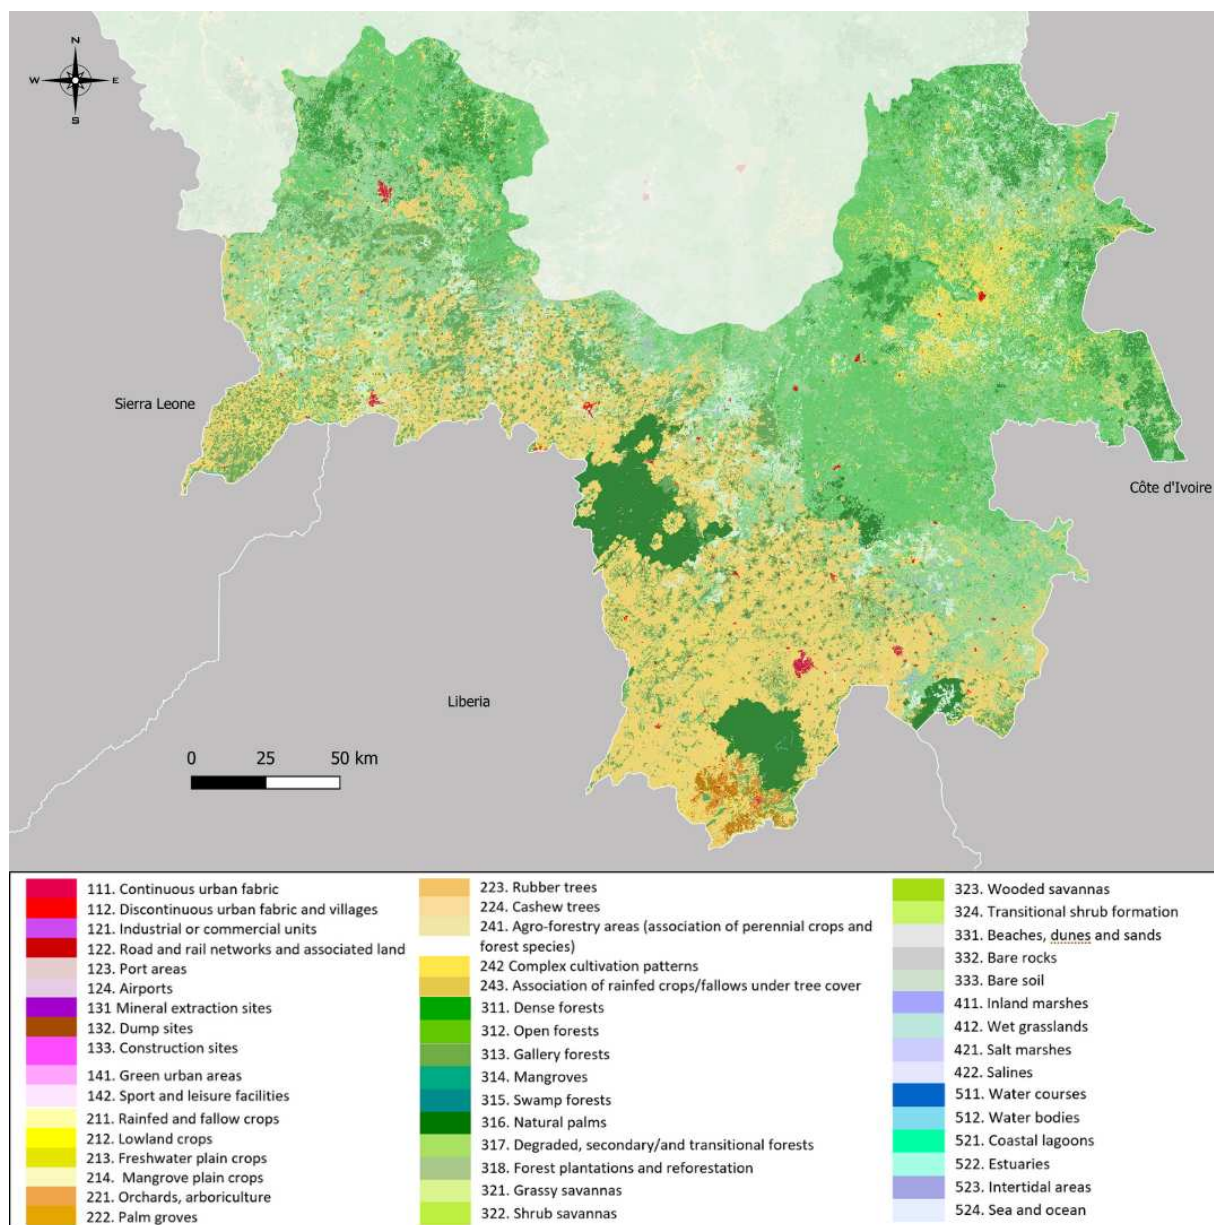 N
W E
S
Sierra Leone
Côte d'Ivoire
Liberia
0 25 50 km
111. Continuous urban fabric
112. Discontinuous urban fabric and villages
121. Industrial or commercial units
122. Road and rail networks and associated land
123. Port areas
124. Airports
131 Mineral extraction sites
132. Dump sites
133. Construction sites
141. Green urban areas
142. Sport and leisure facilities
211. Rainfed and fallow crops
212. Lowland crops
213. Freshwater plain crops
214. Mangrove plain crops
221. Orchards, arboriculture
222. Palm groves
223. Rubber trees
224. Cashew trees
241. Agro-forestry areas (association of perennial crops and
forest species)
242 Complex cultivation patterns
243. Association of rainfed crops/fallows under tree cover
311. Dense forests
312. Open forests
313. Gallery forests
314. Mangroves
315. Swamp forests
316. Natural palms
317. Degraded, secondary/and transitional forests
318. Forest plantations and reforestation
321. Grassy savannas
322. Shrub savannas
323. Wooded savannas
324. Transitional shrub formation
331. Beaches, dunes and sands
332. Bare rocks
333. Bare soil
411. Inland marshes
412. Wet grasslands
421. Salt marshes
422. Salines
511. Water courses
512. Water bodies
521. Coastal lagoons
522. Estuaries
523. Intertidal areas
524. Sea and ocean